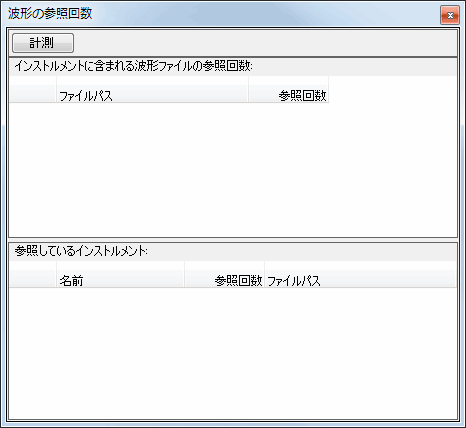 波形の参照回数
計測
インストルメントに含まれる波形ファイルの参照回数:
ファイルパス 参照回数
参照しているインストルメント:
名前 参照回数 ファイルパス